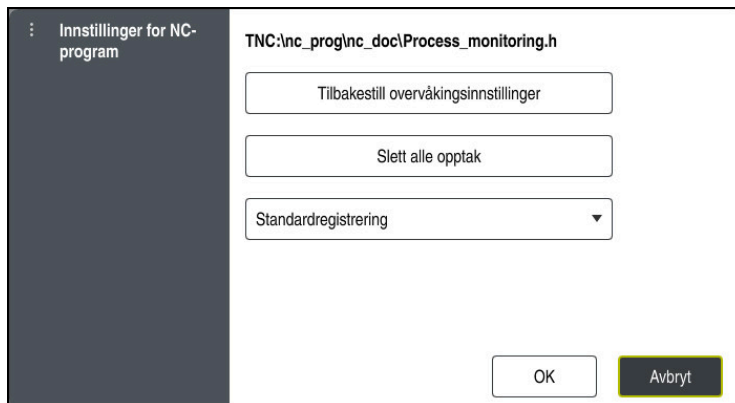 Innstillinger for NC-
program
TNC:\nc_prog\nc_doc\Process_monitoring.h
Tilbakestill overvåkingsinnstillinger
Slett alle opptak
Standardregistrering
OK
Avbryt